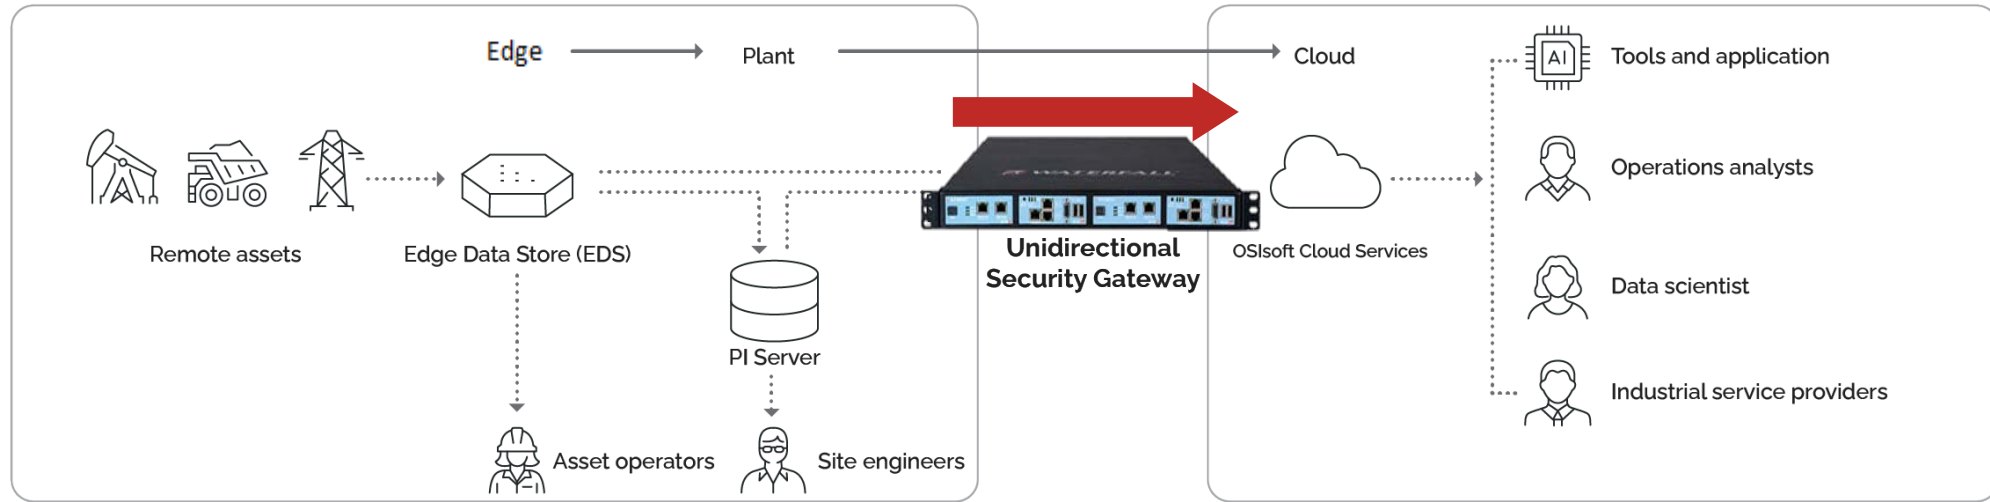 Edge
Plant
Cloud
AI
Tools and application
WATERFALL
Operations analysts
Remote assets
Edge Data Store (EDS)
Unidirectional
Security Gateway
OSIsoft Cloud Services
Data scientist
PI Server
Industrial service providers
Asset operators
Site engineers